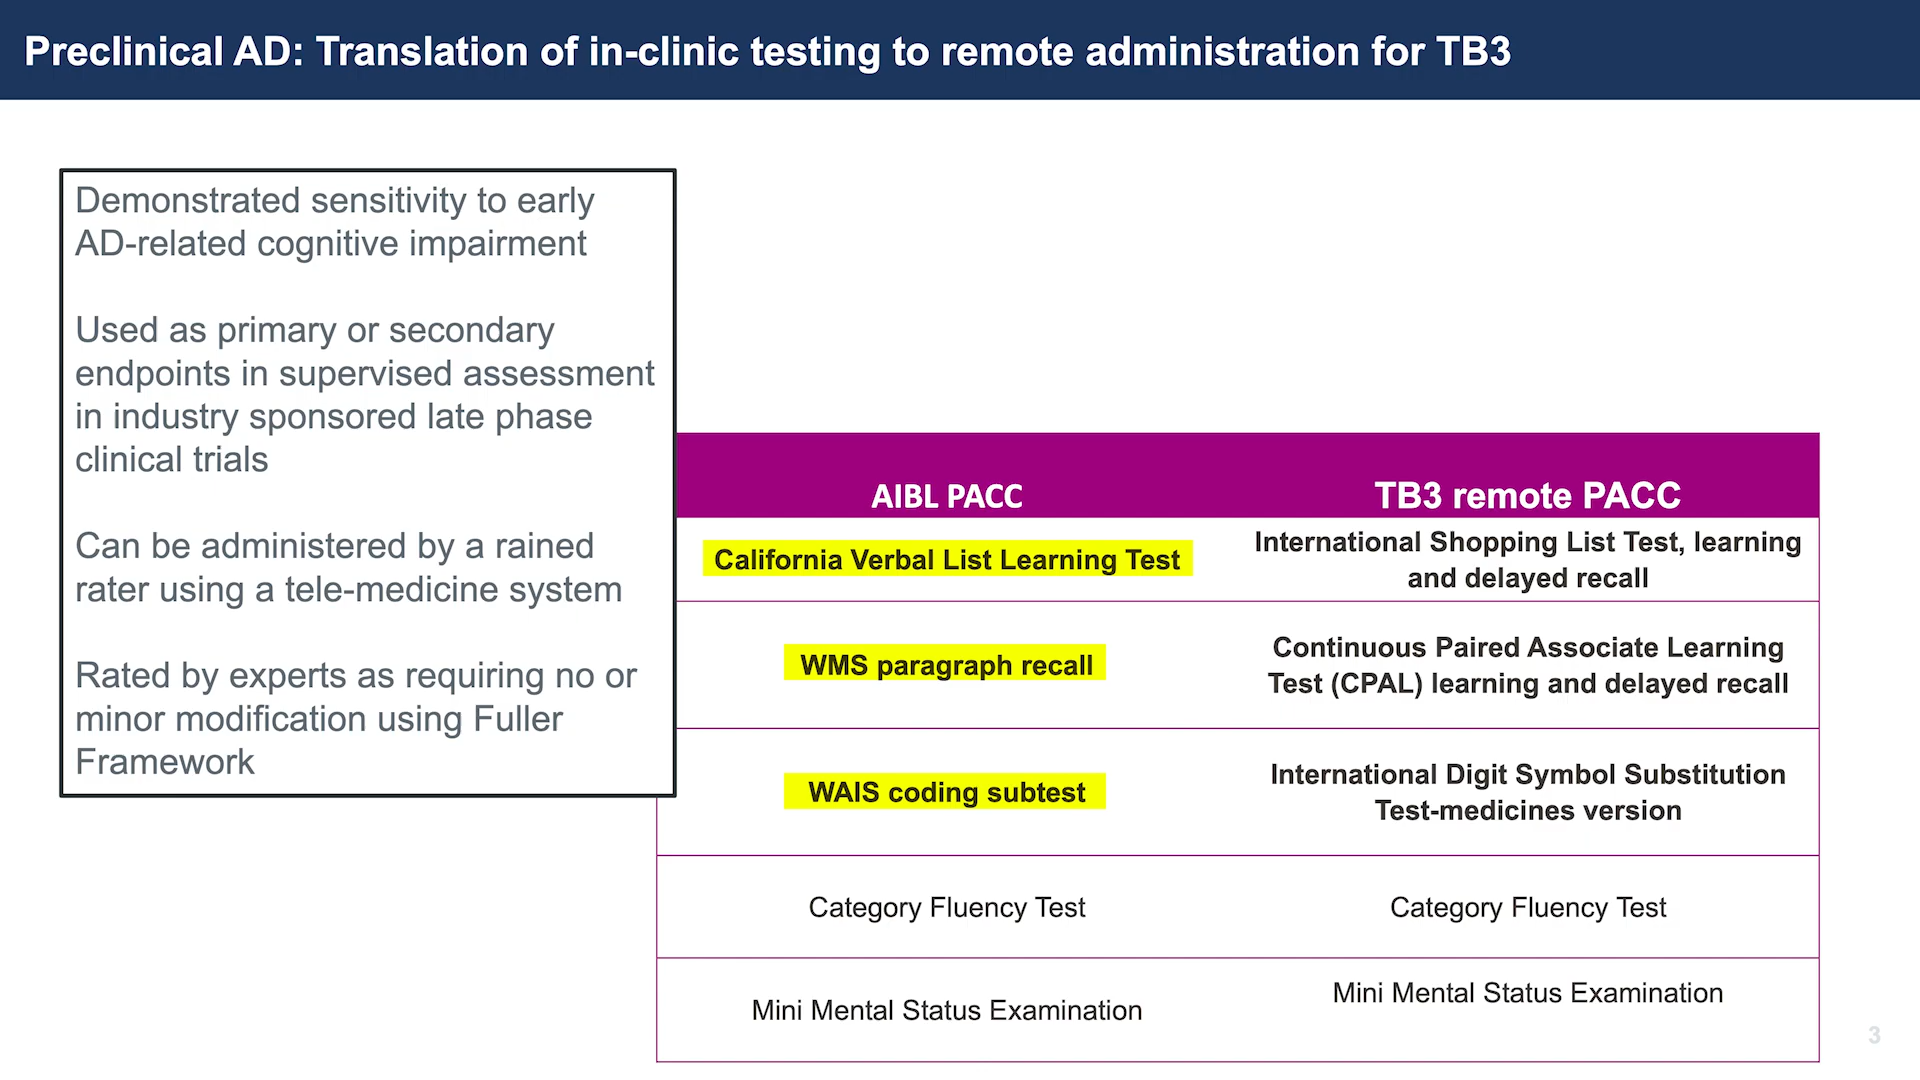 Preclinical AD: Translation of in-clinic testing to remote administration for TB3
Demonstrated sensitivity to early
AD-related cognitive impairment
Used as primary or secondary
endpoints in supervised assessment
in industry sponsored late phase
clinical trials
Can be administered by a rained
rater using a tele-medicine system
Rated by experts as requiring no or
minor modification using Fuller
Framework
AIBL PACC
TB3 remote PACC
California Verbal List Learning Test
International Shopping List Test, learning
and delayed recall
WMS paragraph recall
Continuous Paired Associate Learning
Test (CPAL) learning and delayed recall
WAIS coding subtest
International Digit Symbol Substitution
Test-medicines version
Category Fluency Test
Category Fluency Test
Mini Mental Status Examination
Mini Mental Status Examination
3